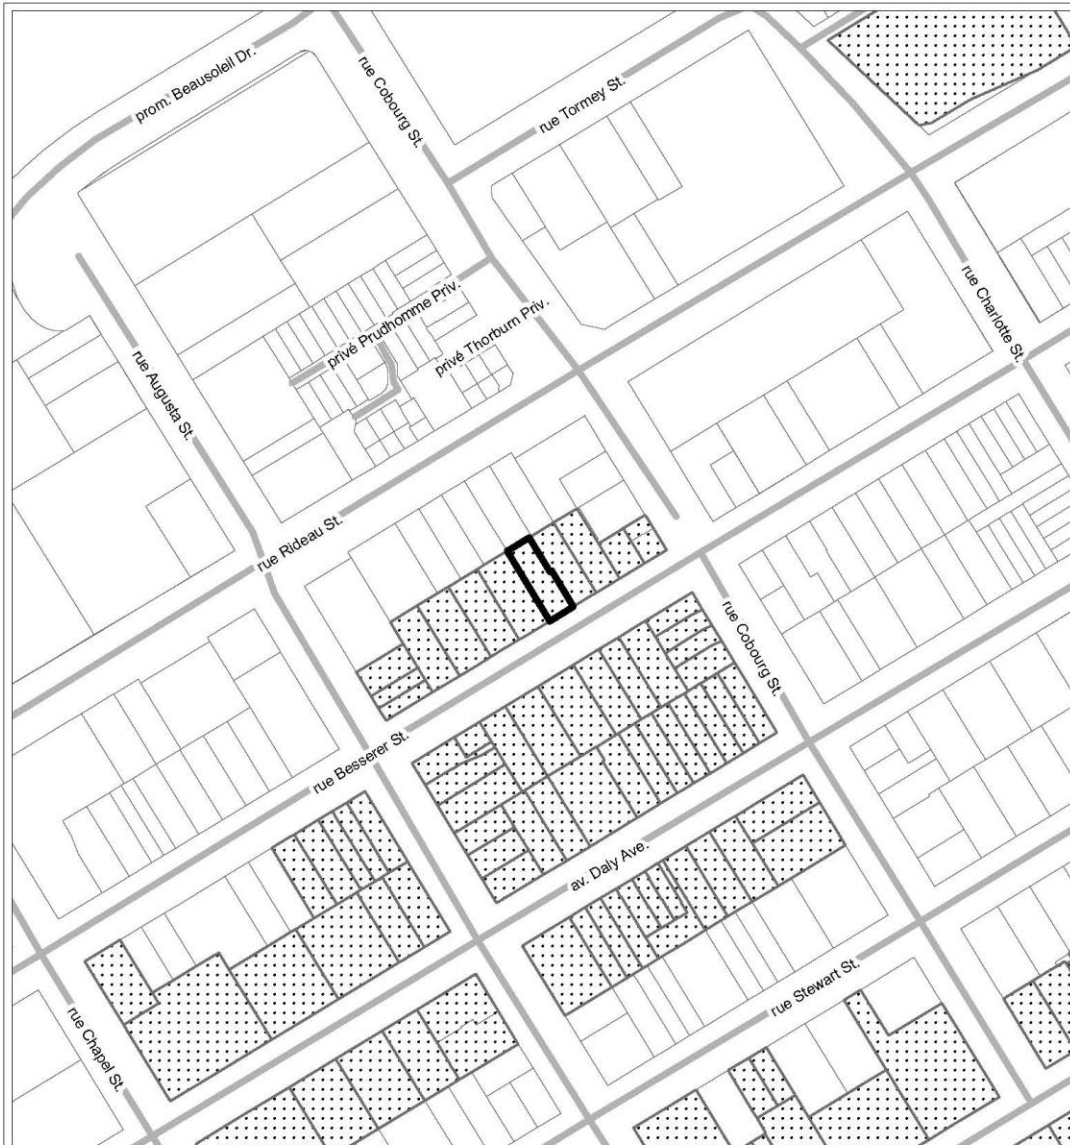 prom. Beausoleil Dr.
rue Cobourg St.
rue Tormey St.
privé Prudhomme Priv.
privé Thorburn Priv.
rue Charlotte St.
rue Augusta St.
rue Rideau St.
rue Cobourg St.
rue Besserer St.
av. Daly Ave.
rue Stewart St.
rue Chapel St.